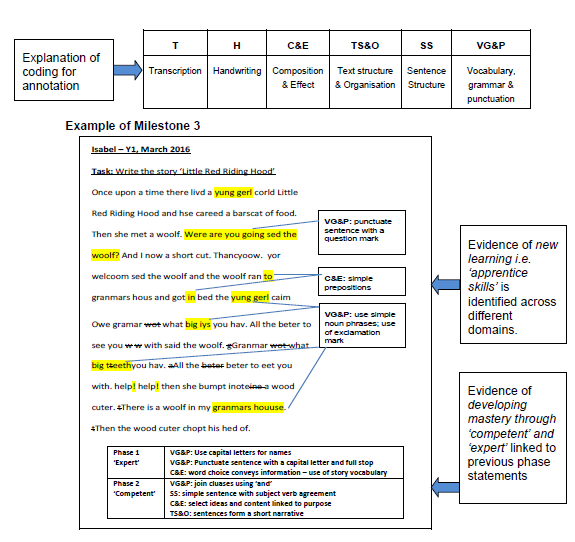 Explanation of coding for annotation
T H C&E TS&O SS VG&P
Transcription Handwriting Composition & Effect Text structure & Organisation Sentence Structure Vocabulary, grammar & punctuation
Example of Milestone 3
Isabel – Y1, March 2016
Task: Write the story 'Little Red Riding Hood'
Once upon a time there livd a yung gerl corld Little
Red Riding Hood and hse careed a barscat of food.
Then she met a woolf. Were are you going sed the
woolf? And I now a short cut. Thancyoow. yor
welcoom sed the woolf and the woolf ran to
granmars hous and got in bed the yung gerl caim
Owe gramar wot what big iys you hav. All the beter to
see you w w with said the woolf. gGranmar wot what
big tteethyou hav. aAll the beter beter to eet you
with. help! help! then she bumpt inoteine a wood
cuter. tThere is a woolf in my granmars houuse.
tThen the wood cuter chopt his hed of.
VG&P: punctuate sentence with a question mark
C&E: simple prepositions
VG&P: use simple noun phrases; use of exclamation mark
Evidence of new learning i.e. 'apprentice skills' is identified across different domains.
Evidence of developing mastery through 'competent' and 'expert' linked to previous phase statements
Phase 1 'Expert'
VG&P: Use capital letters for names
VG&P: Punctuate sentence with a capital letter and full stop
C&E: word choice conveys information – use of story vocabulary
Phase 2 'Competent'
VG&P: join clauses using 'and'
SS: simple sentence with subject verb agreement
C&E: select ideas and content linked to purpose
TS&O: sentences form a short narrative